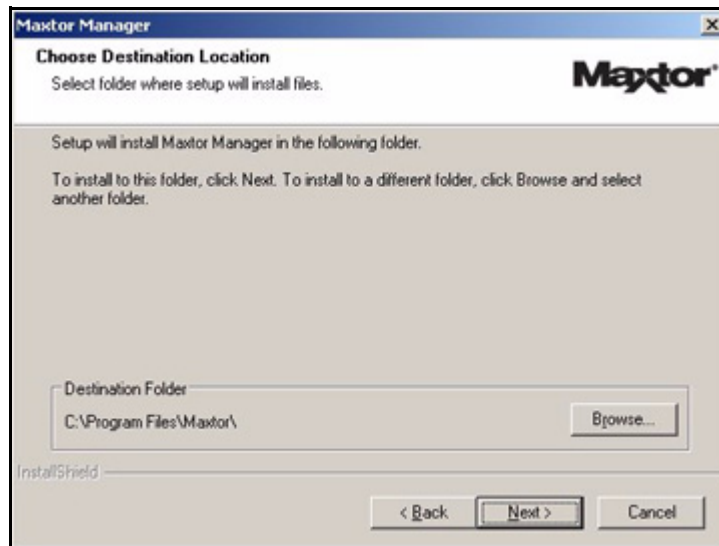 Maxtor Manager
Choose Destination Location
Select folder where setup will install files.
Maxtor
Setup will install Maxtor Manager in the following folder.
To install to this folder, click Next. To install to a different folder, click Browse and select
another folder.
Destination Folder
C:\Program Files\Maxtor\
Browse...
InstallShield
< Back
Next >
Cancel